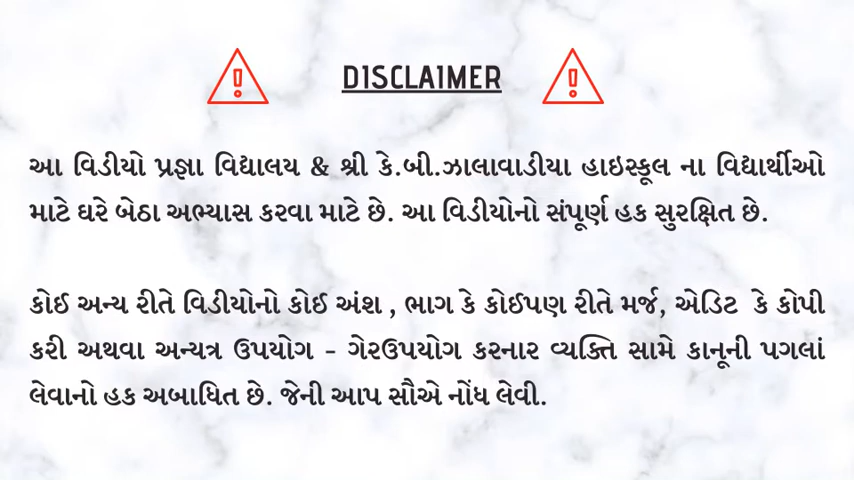 DISCLAIMER
આ વિડીયો પ્રજ્ઞા વિદ્યાલય & શ્રી કે.બી.ઝાલાવાડીયા હાઇસ્કૂલ ના વિદ્યાર્થીઓ
માટે ઘરે બેઠા અભ્યાસ કરવા માટે છે. આ વિડીયોનો સંપૂર્ણ હક સુરક્ષિત છે.
કોઈ અન્ય રીતે વિડીયોનો કોઈ અંશ , ભાગ કે કોઈપણ રીતે મર્જ, એડિટ કે કોપી
કરી અથવા અન્યત્ર ઉપયોગ - ગેરઉપયોગ કરનાર વ્યક્તિ સામે કાનૂની પગલાં
લેવાનો હક અબાધિત છે. જેની આપ સૌએ નોંધ લેવી.